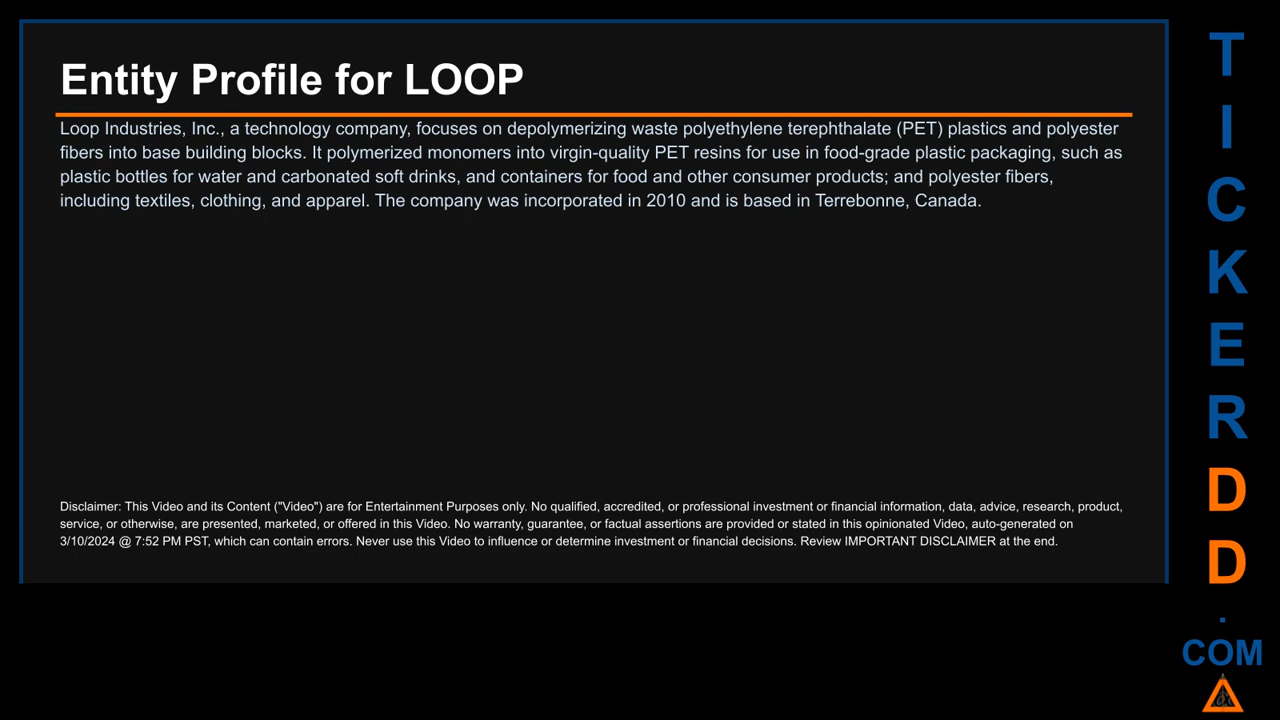 Entity Profile for LOOP
Loop Industries, Inc., a technology company, focuses on depolymerizing waste polyethylene terephthalate (PET) plastics and polyester
fibers into base building blocks. It polymerized monomers into virgin-quality PET resins for use in food-grade plastic packaging, such as
plastic bottles for water and carbonated soft drinks, and containers for food and other consumer products; and polyester fibers,
including textiles, clothing, and apparel. The company was incorporated in 2010 and is based in Terrebonne, Canada.
Disclaimer: This Video and its Content ("Video") are for Entertainment Purposes only. No qualified, accredited, or professional investment or financial information, data, advice, research, product,
service, or otherwise, are presented, marketed, or offered in this Video. No warranty, guarantee, or factual assertions are provided or stated in this opinionated Video, auto-generated on
3/10/2024 @ 7:52 PM PST, which can contain errors. Never use this Video to influence or determine investment or financial decisions. Review IMPORTANT DISCLAIMER at the end.
T
I
C
K
E
R
D
D
.
COM